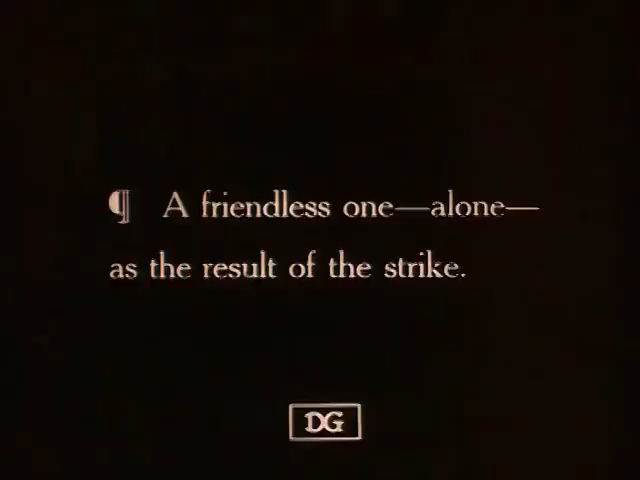 ¶ A friendless one—alone—
as the result of the strike.
DG